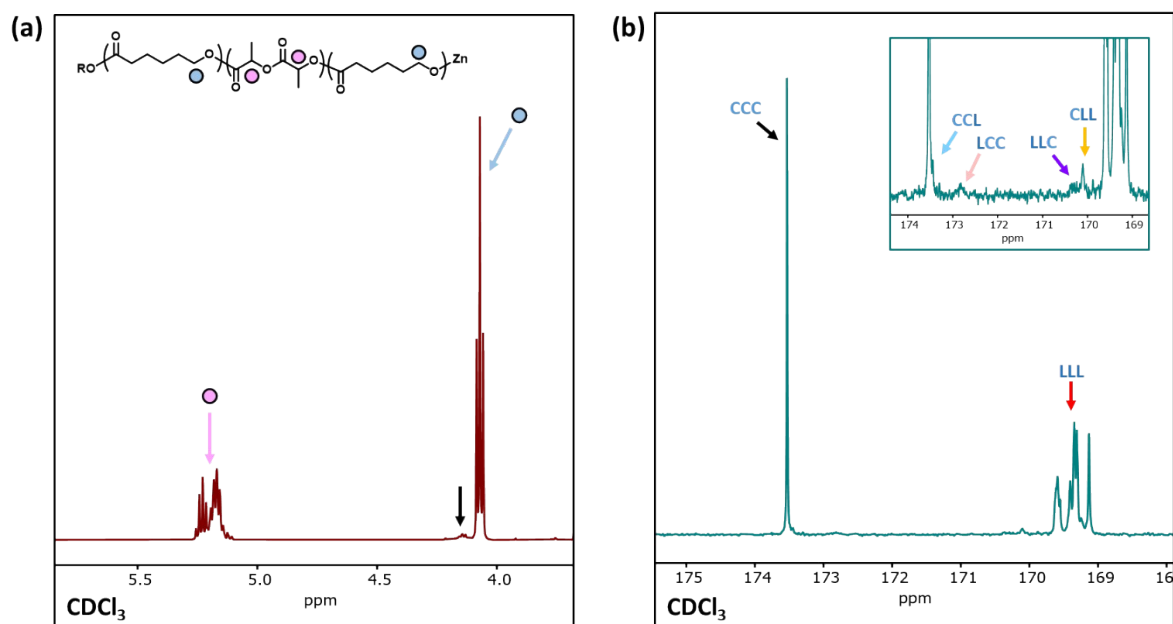 (a)
O
RO
O
O
O
O
O
O
O
Zn
5.5 5.0 4.5 4.0
ppm
CDCl₃
(b)
CCC
CCL
LCC
LLC
CLL
174 173 172 171 170 169
ppm
LLL
175 174 173 172 171 170 169 16
ppm
CDCl₃